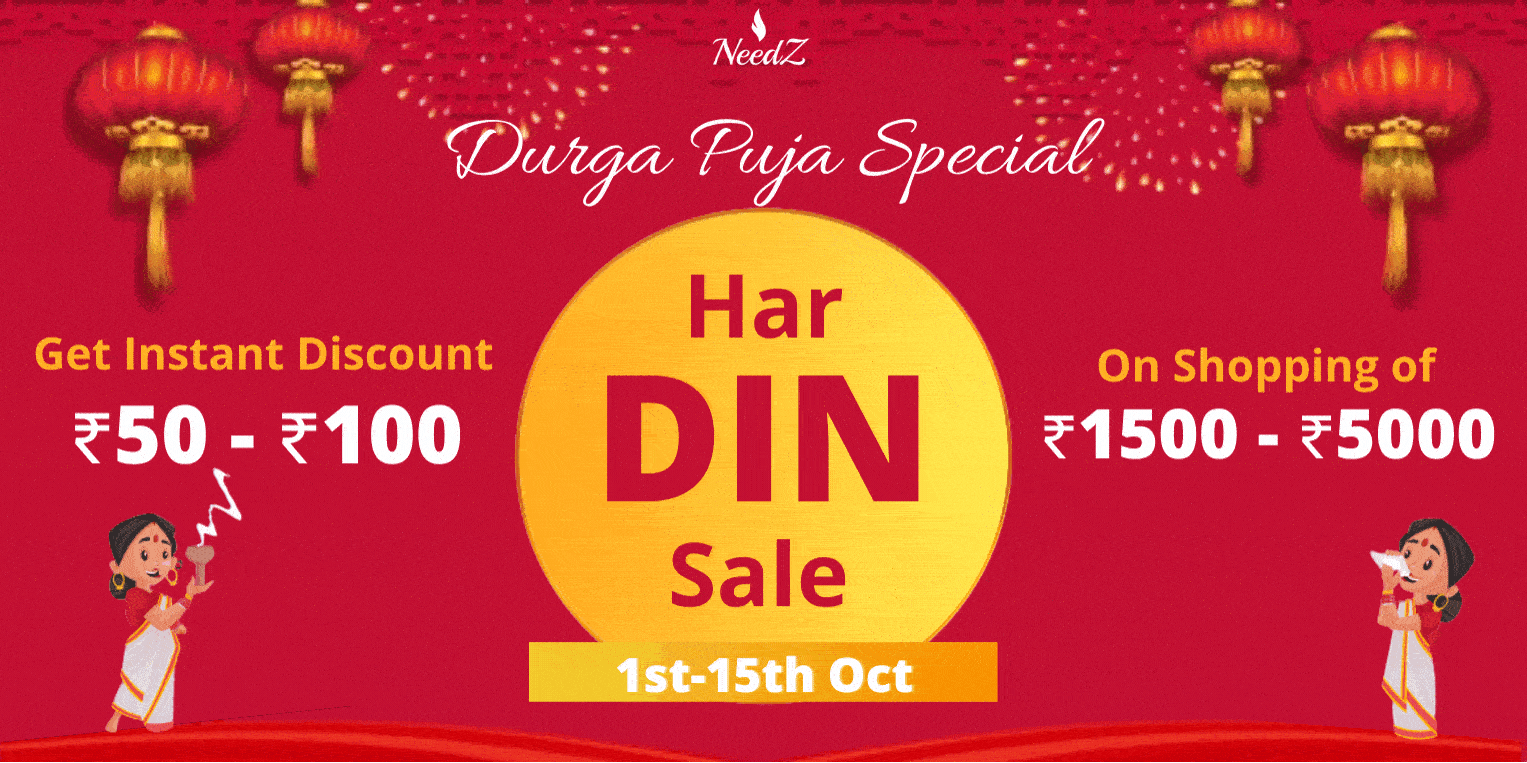 NeedZ
Durga Puja Special
Har
DIN
Sale
1st-15th Oct
Get Instant Discount
₹50 - ₹100
On Shopping of
₹1500 - ₹5000